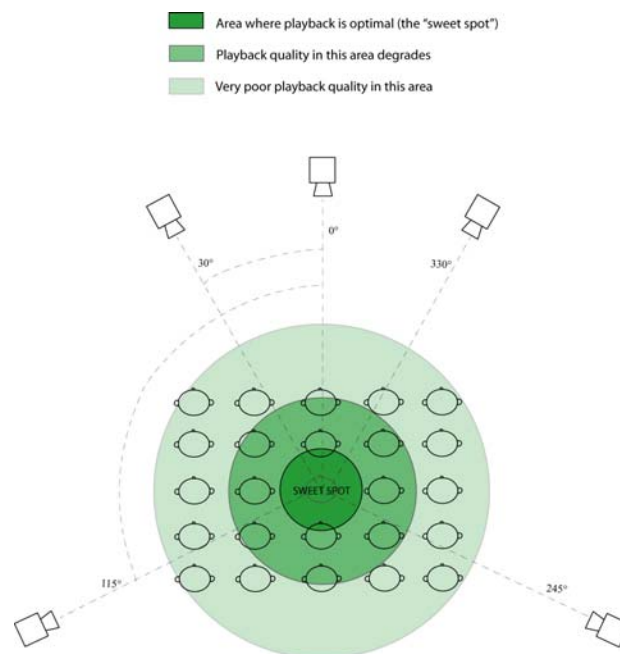 Area where playback is optimal (the “sweet spot”)
Playback quality in this area degrades
Very poor playback quality in this area
0°
30°
330°
SWEET SPOT
115°
245°